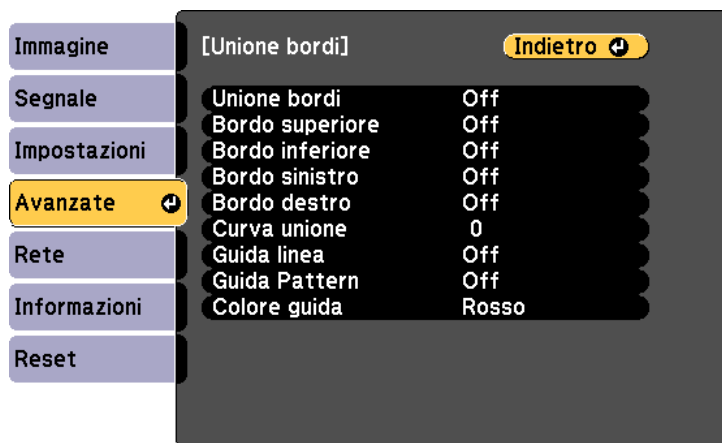 Immagine
Segnale
Impostazioni
Avanzate
Rete
Informazioni
Reset
[Unione bordi] Indietro
Unione bordi Off
Bordo superiore Off
Bordo inferiore Off
Bordo sinistro Off
Bordo destro Off
Curva unione 0
Guida linea Off
Guida Pattern Off
Colore guida Rosso